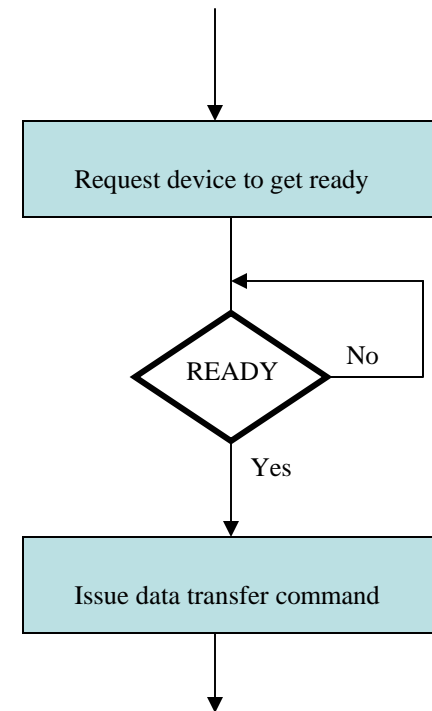 Request device to get ready
READY
No
Yes
Issue data transfer command